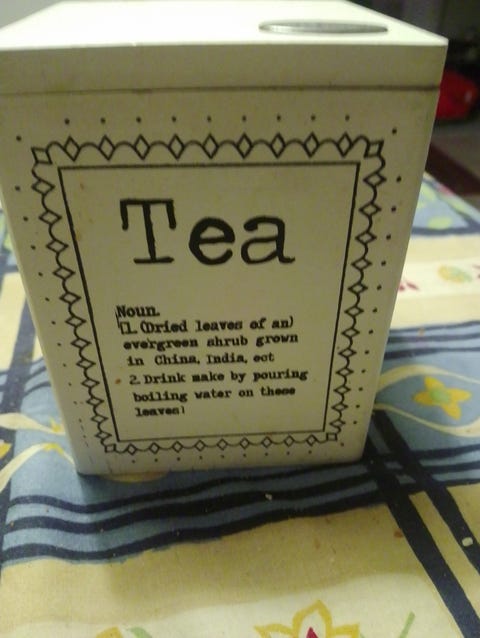 Tea
Noun.
[1. (Dried leaves of an)
evergreen shrub grown
in China, India, ect
2. Drink make by pouring
boiling water on these
leaves)